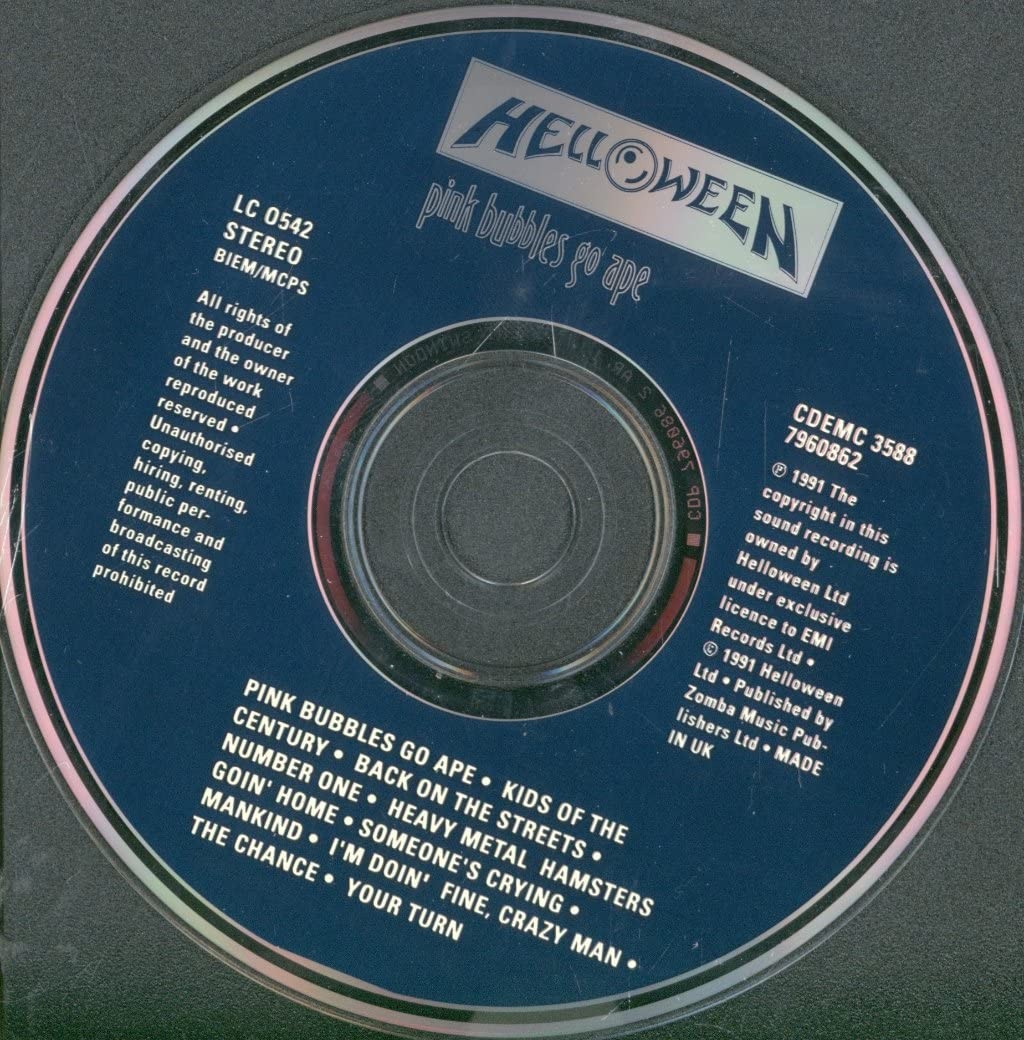 HELLOWEEN
pink bubbles go ape
LC 0542
STEREO
BIEM/MCPS
All rights of
the producer
and the owner
of the work
reproduced
reserved •
Unauthorised
copying,
hiring, renting,
public per-
formance and
broadcasting
of this record
prohibited
CDEMC 3588
7960862
℗ 1991 The
copyright in this
sound recording is
owned by
Helloween Ltd
under exclusive
licence to EMI
Records Ltd •
© 1991 Helloween
Ltd • Published by
Zomba Music Pub-
lishers Ltd • MADE
IN UK
PINK BUBBLES GO APE • KIDS OF THE
CENTURY • BACK ON THE STREETS •
NUMBER ONE • HEAVY METAL HAMSTERS
GOIN' HOME • SOMEONE'S CRYING •
MANKIND • I'M DOIN' FINE, CRAZY MAN •
THE CHANCE • YOUR TURN
SWINDON
CDP 7960862